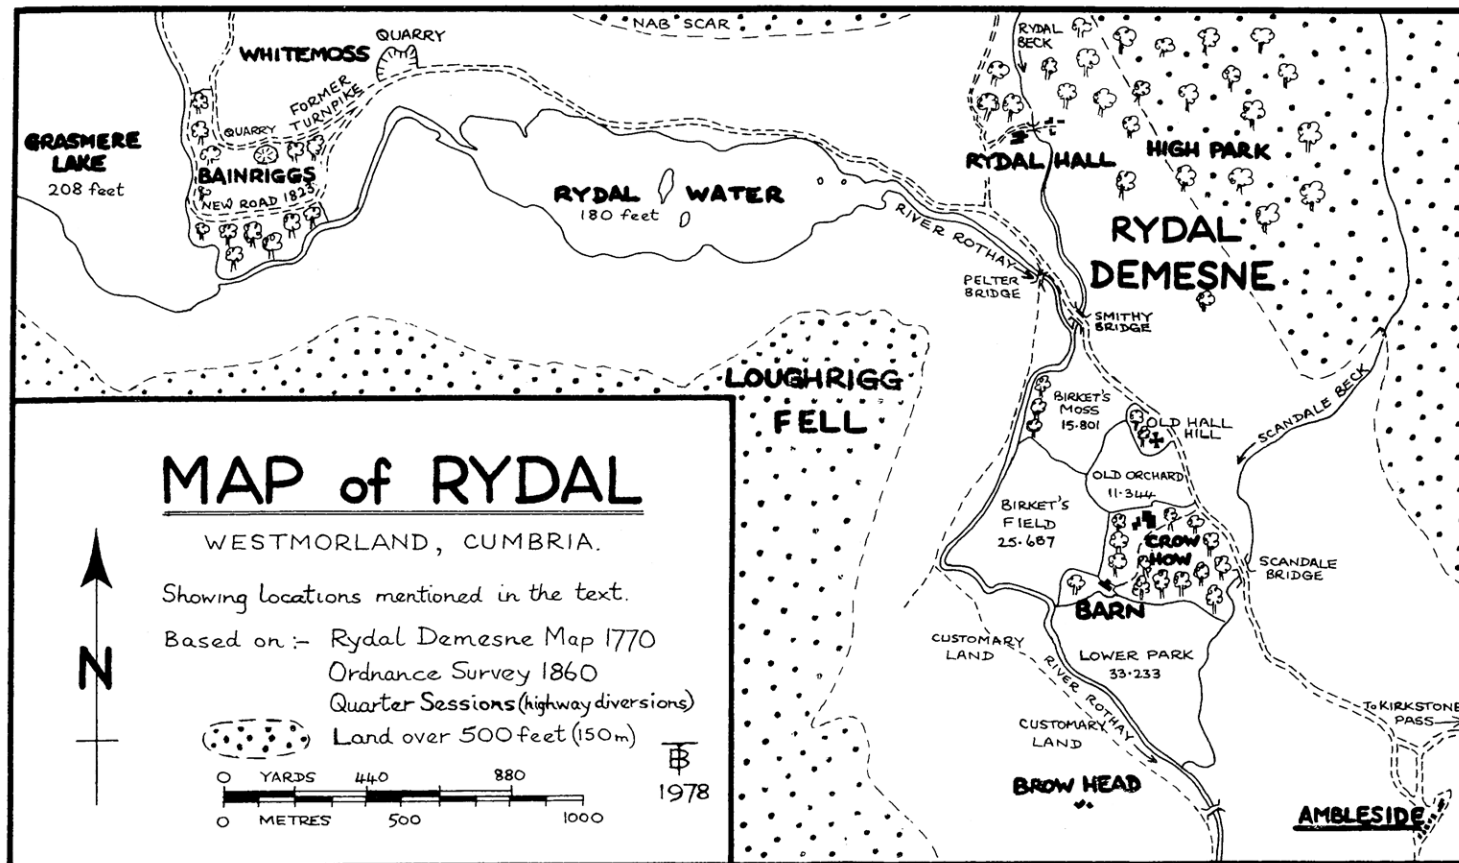 NAB SCAR
QUARRY
WHITEMOSS
FORMER
TURNPIKE
QUARRY
GRASMERE
LAKE
208 feet
BAINRIGGS
NEW ROAD 1823
RYDAL WATER
180 feet
RYDAL
BECK
RYDAL HALL
HIGH PARK
RYDAL
DEMESNE
RIVER ROTHAY
PELTER
BRIDGE
SMITHY
BRIDGE
LOUGHRIGG
FELL
BIRKET'S
MOSS
15.801
OLD HALL
HILL
SCANDALE BECK
OLD ORCHARD
11.344
BIRKET'S
FIELD
25.687
CROW
HOW
SCANDALE
BRIDGE
BARN
CUSTOMARY
LAND
LOWER PARK
33.233
RIVER ROTHAY
CUSTOMARY
LAND
BROW HEAD
TO KIRKSTONE
PASS
AMBLESIDE
MAP of RYDAL
WESTMORLAND, CUMBRIA.
Showing locations mentioned in the text.
Based on :- Rydal Demesne Map 1770
Ordnance Survey 1860
Quarter Sessions (highway diversions)
Land over 500 feet (150m)
N
0 YARDS 440 880
0 METRES 500 1000
1978